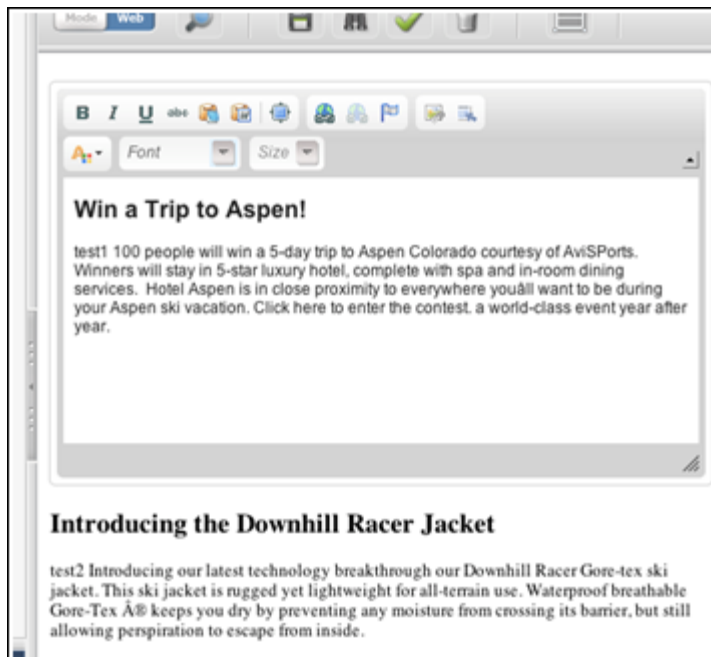 Mode Web
B I U abc
A Font Size
Win a Trip to Aspen!
test1 100 people will win a 5-day trip to Aspen Colorado courtesy of AviSPorts.
Winners will stay in 5-star luxury hotel, complete with spa and in-room dining
services.  Hotel Aspen is in close proximity to everywhere youâll want to be during
your Aspen ski vacation. Click here to enter the contest. a world-class event year after
year.
Introducing the Downhill Racer Jacket
test2 Introducing our latest technology breakthrough our Downhill Racer Gore-tex ski
jacket. This ski jacket is rugged yet lightweight for all-terrain use. Waterproof breathable
Gore-Tex Â® keeps you dry by preventing any moisture from crossing its barrier, but still
allowing perspiration to escape from inside.